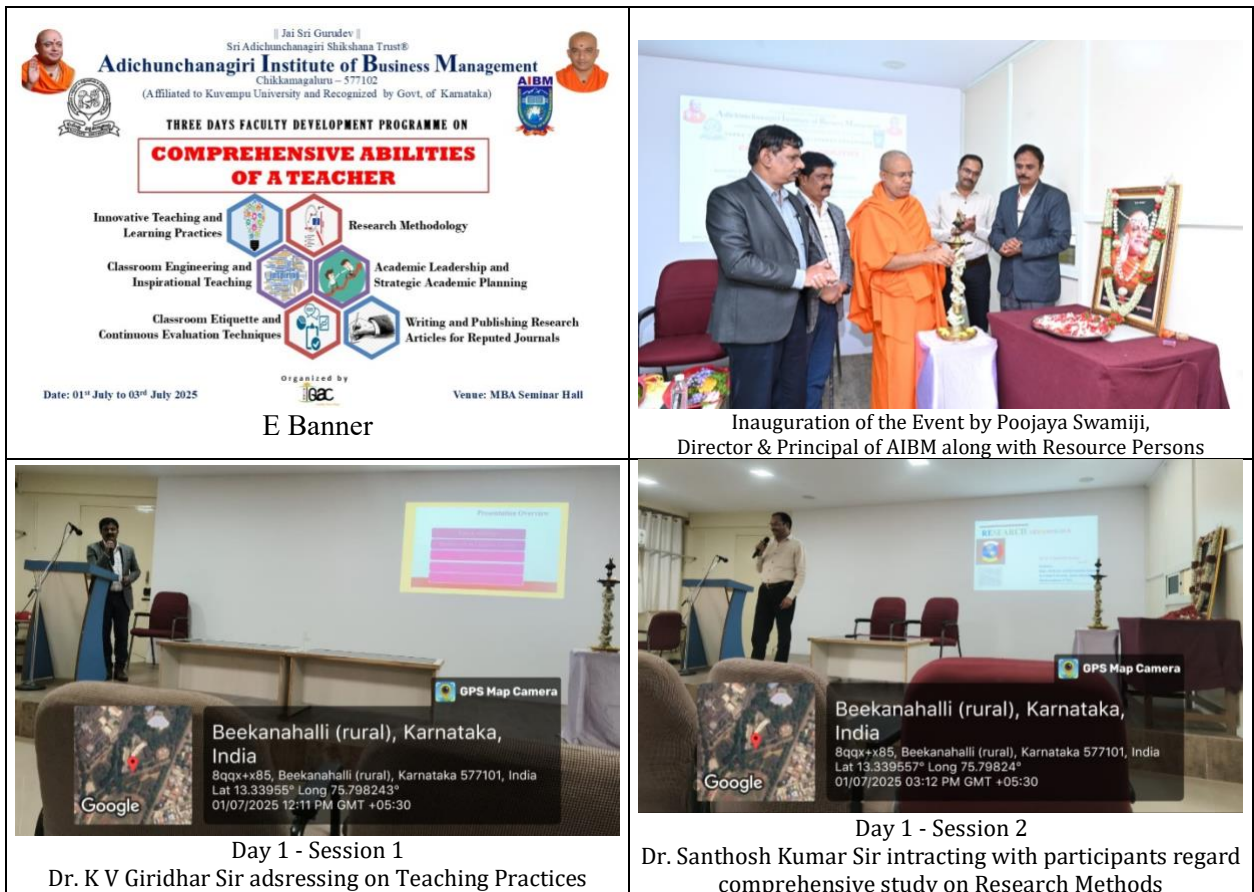 || Jai Sri Gurudev ||
Sri Adichunchanagiri Shikshana Trust®
Adichunchanagiri Institute of Business Management
Chikkamagaluru – 577102
(Affiliated to Kuvempu University and Recognized by Govt, of Karnataka)
AIBM
THREE DAYS FACULTY DEVELOPMENT PROGRAMME ON
COMPREHENSIVE ABILITIES
OF A TEACHER
Innovative Teaching and
Learning Practices
Research Methodology
Classroom Engineering and
Inspirational Teaching
Academic Leadership and
Strategic Academic Planning
Classroom Etiquette and
Continuous Evaluation Techniques
Writing and Publishing Research
Articles for Reputed Journals
Organized by
Date: 01st July to 03rd July 2025
Venue: MBA Seminar Hall
E Banner
Adichunchanagiri Institute of Business Management
Inauguration of the Event by Poojaya Swamiji,
Director & Principal of AIBM along with Resource Persons
Presentation Overview
GPS Map Camera
Beekanahalli (rural), Karnataka,
India
8qqx+x85, Beekanahalli (rural), Karnataka 577101, India
Lat 13.33955° Long 75.798243°
01/07/2025 12:11 PM GMT +05:30
Google
Day 1 - Session 1
Dr. K V Giridhar Sir adsressing on Teaching Practices
RESEARCH
GPS Map Camera
Beekanahalli (rural), Karnataka,
India
8qqx+x85, Beekanahalli (rural), Karnataka 577101, India
Lat 13.339557° Long 75.79824°
01/07/2025 03:12 PM GMT +05:30
Google
Day 1 - Session 2
Dr. Santhosh Kumar Sir intracting with participants regard
comprehensive study on Research Methods